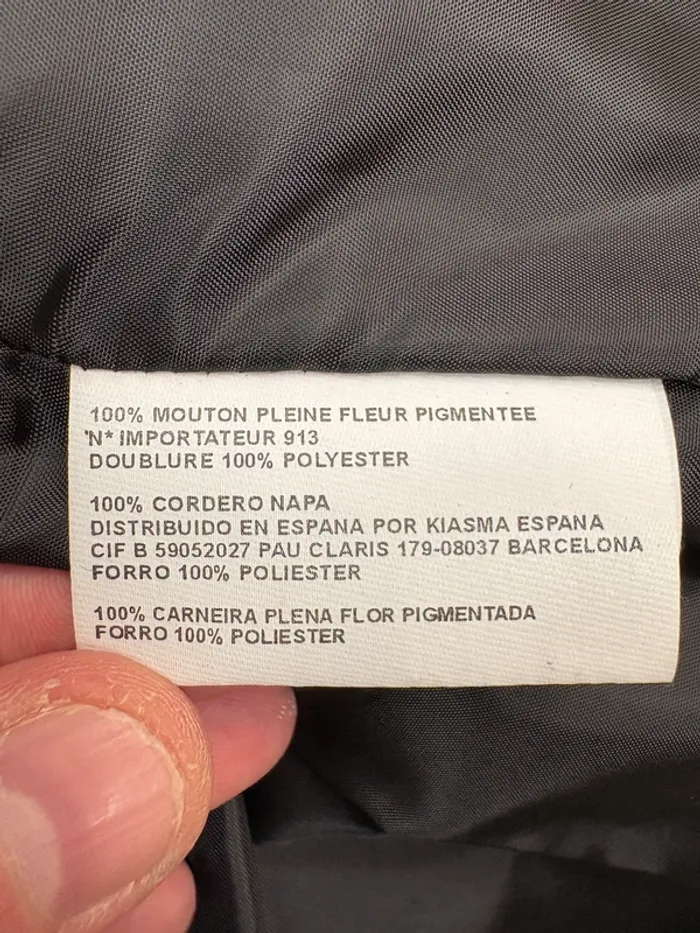 100% MOUTON PLEINE FLEUR PIGMENTEE
'N* IMPORTATEUR 913
DOUBLURE 100% POLYESTER
100% CORDERO NAPA
DISTRIBUIDO EN ESPANA POR KIASMA ESPANA
CIF B 59052027 PAU CLARIS 179-08037 BARCELONA
FORRO 100% POLIESTER
100% CARNEIRA PLENA FLOR PIGMENTADA
FORRO 100% POLIESTER